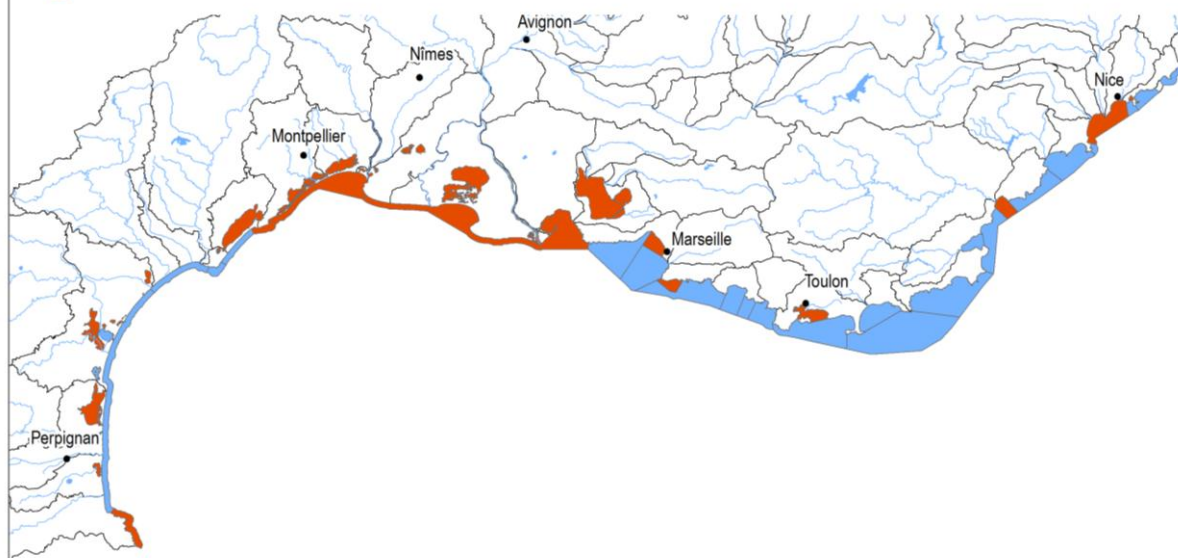 Avignon
Nîmes
Nice
Montpellier
Marseille
Toulon
Perpignan